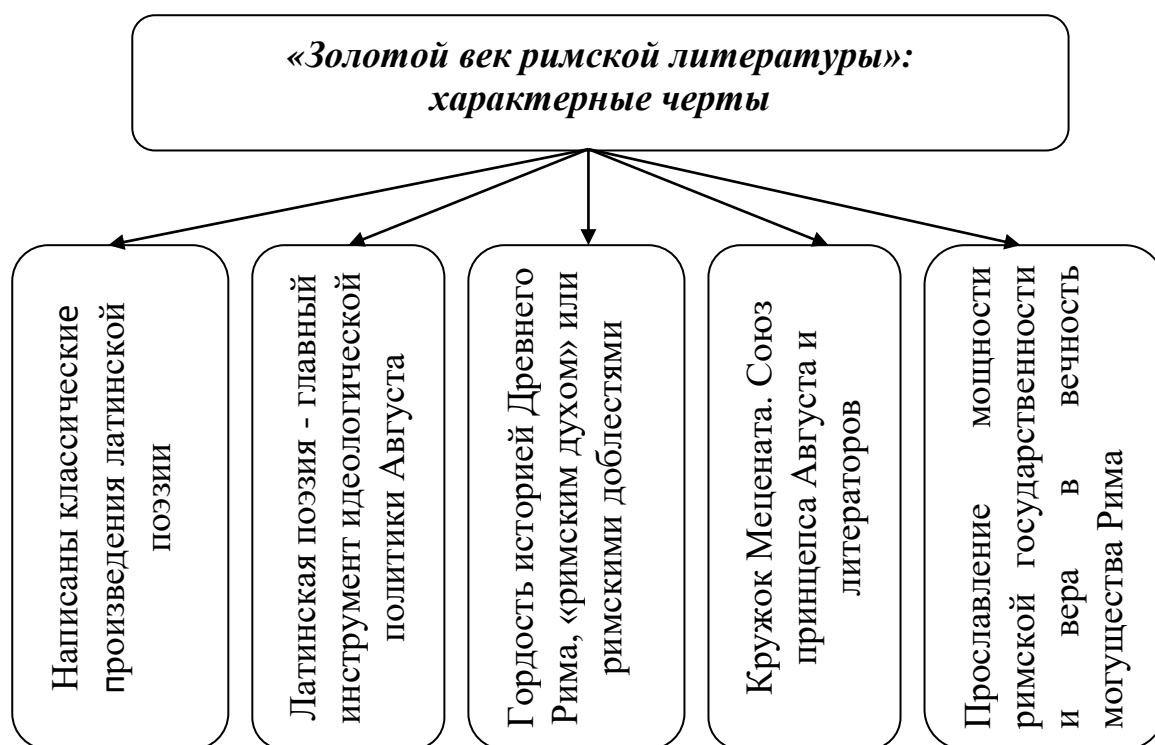 «Золотой век римской литературы»:
характерные черты
Написаны классические
произведения латинской
поэзии
Латинская поэзия - главный
инструмент идеологической
политики Августа
Гордость историей Древнего
Рима, «римским духом» или
римскими доблестями
Кружок Мецената. Союз
принцепса Августа и
литераторов
Прославление мощности
римской государственности
и вера в вечность
могущества Рима